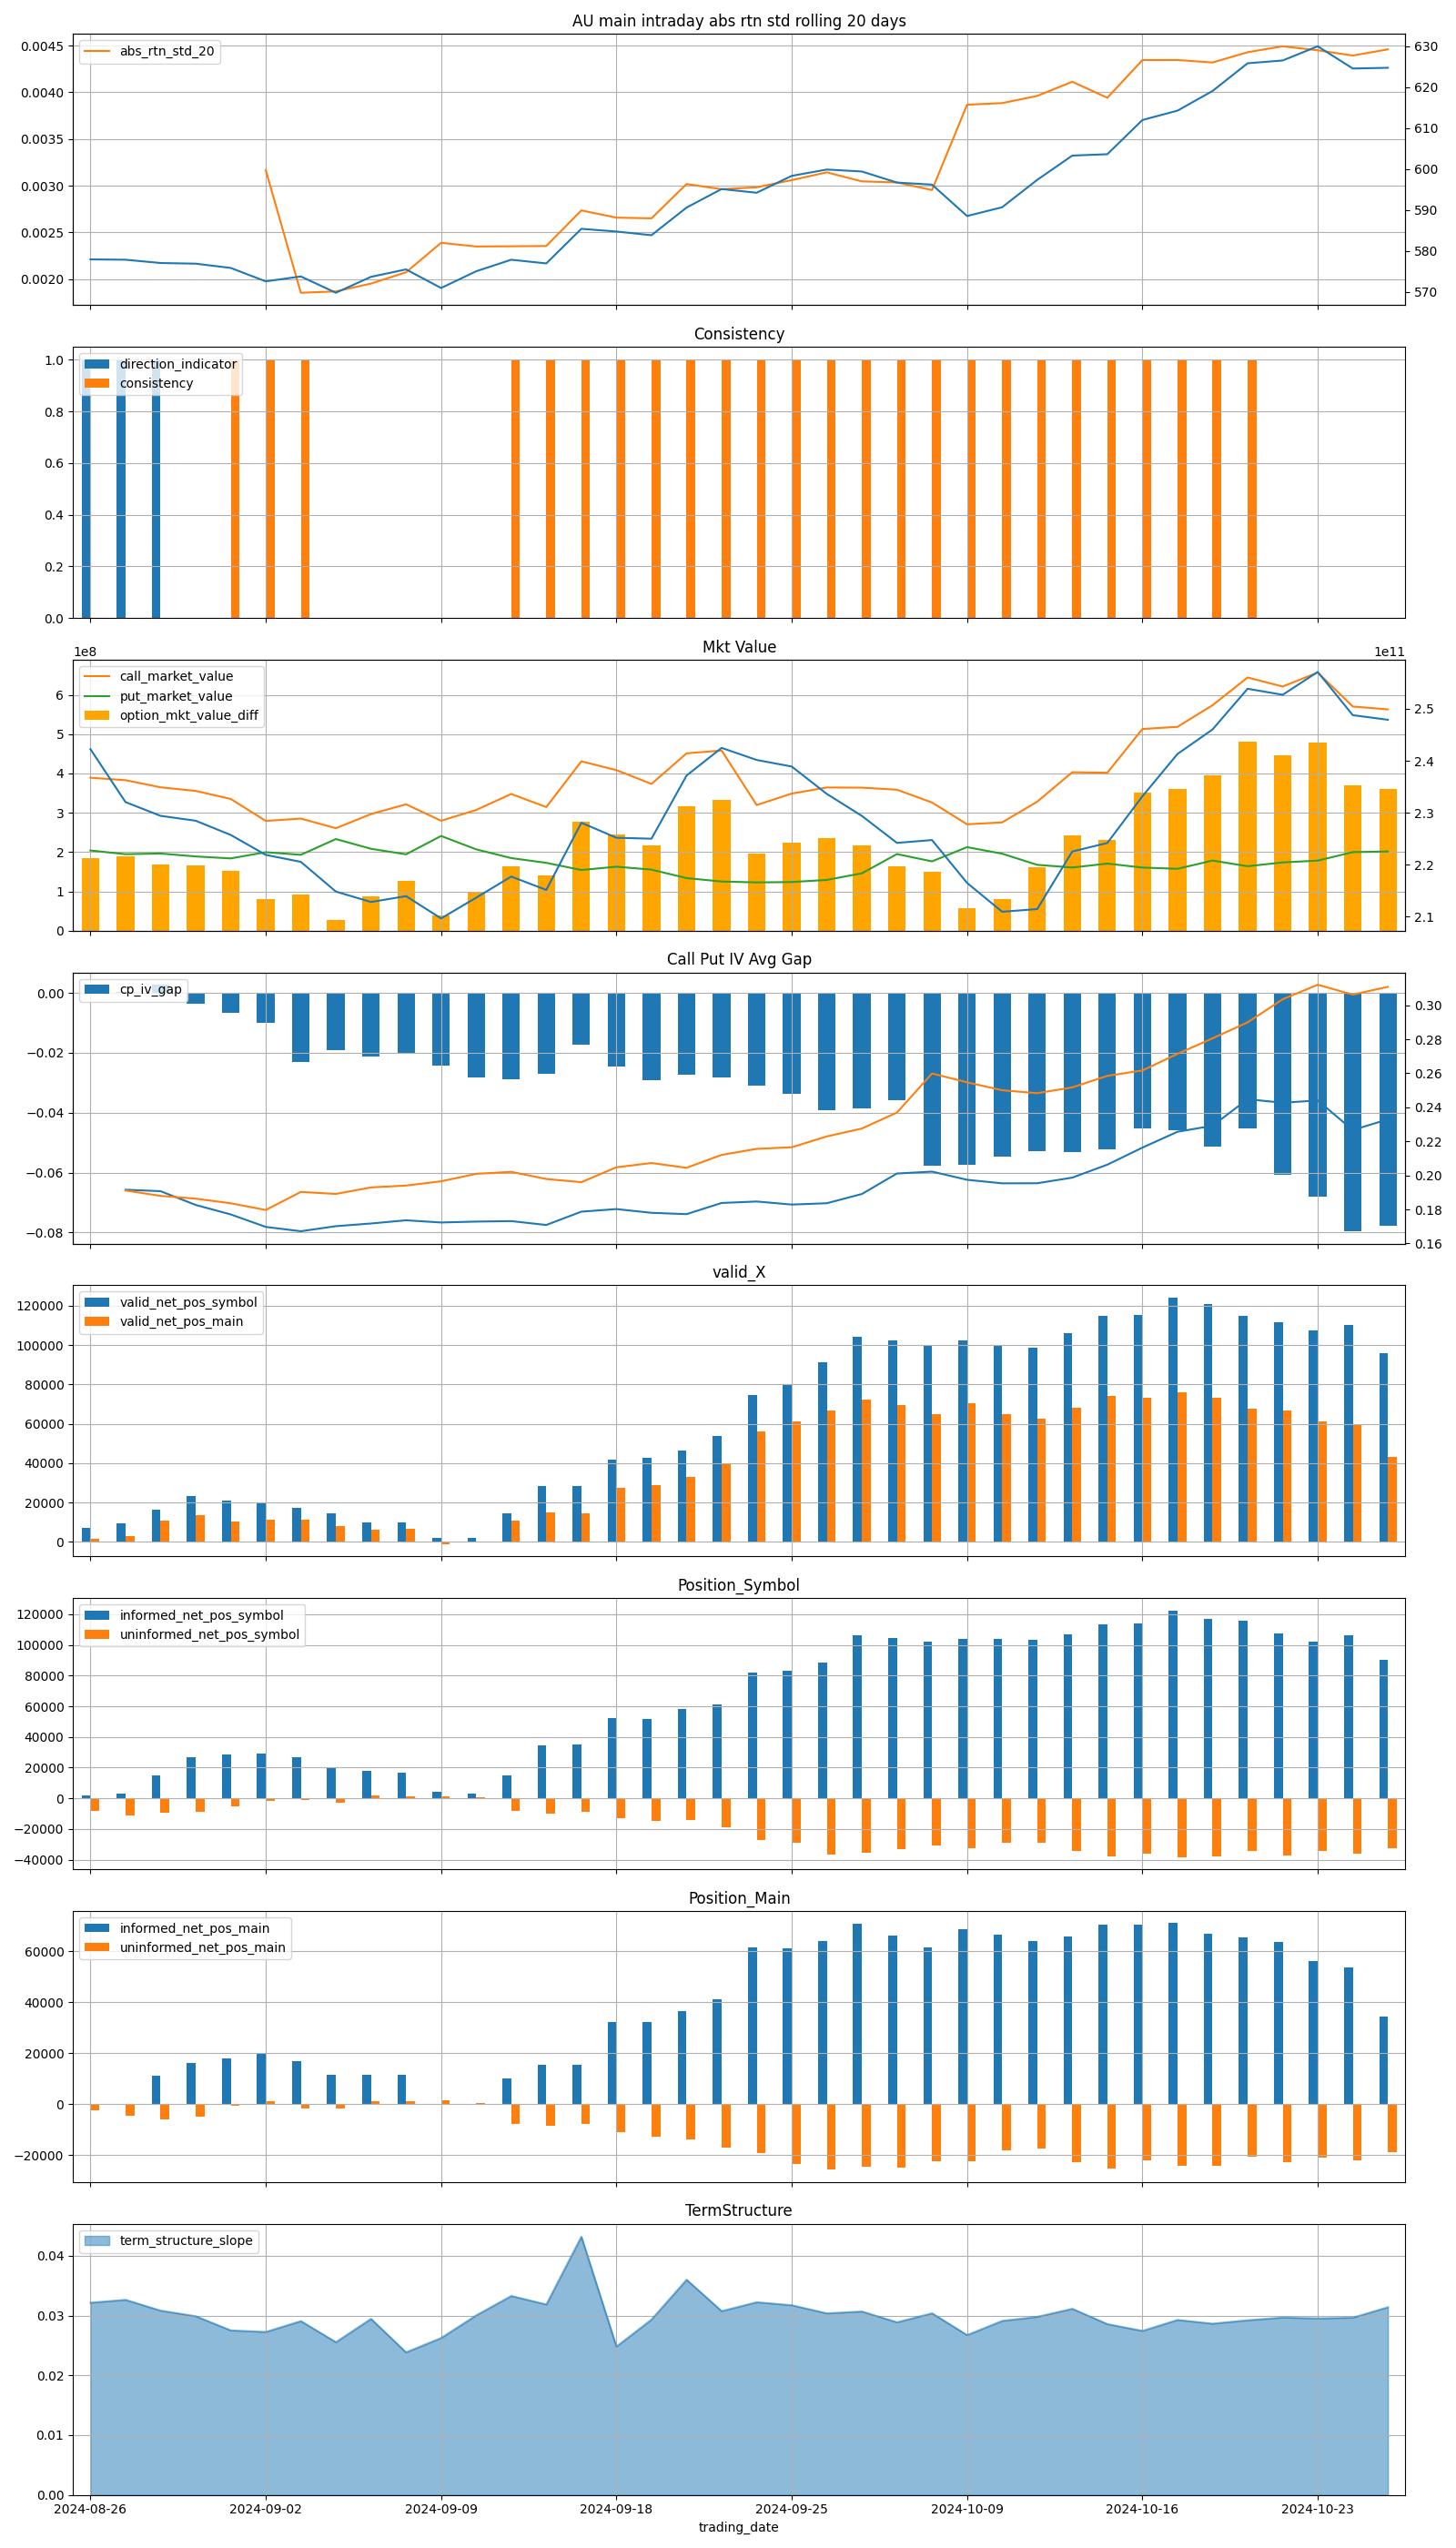 AU main intraday abs rtn std rolling 20 days
abs_rtn_std_20
0.0045
0.0040
0.0035
0.0030
0.0025
0.0020
630
620
610
600
590
580
570
Consistency
direction_indicator
consistency
1.0
0.8
0.6
0.4
0.2
0.0
Mkt Value
1e8
1e11
call_market_value
put_market_value
option_mkt_value_diff
6
5
4
3
2
1
0
2.5
2.4
2.3
2.2
2.1
Call Put IV Avg Gap
cp_iv_gap
0.00
−0.02
−0.04
−0.06
−0.08
0.30
0.28
0.26
0.24
0.22
0.20
0.18
0.16
valid_X
valid_net_pos_symbol
valid_net_pos_main
120000
100000
80000
60000
40000
20000
0
Position_Symbol
informed_net_pos_symbol
uninformed_net_pos_symbol
120000
100000
80000
60000
40000
20000
0
−20000
−40000
Position_Main
informed_net_pos_main
uninformed_net_pos_main
60000
40000
20000
0
−20000
TermStructure
term_structure_slope
0.04
0.03
0.02
0.01
0.00
2024-08-26 2024-09-02 2024-09-09 2024-09-18 2024-09-25 2024-10-09 2024-10-16 2024-10-23
trading_date